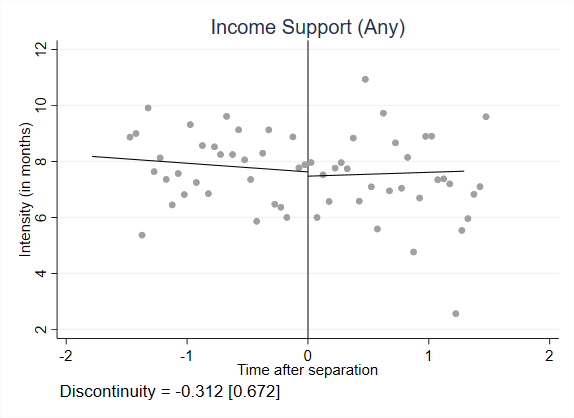 Income Support (Any)
Intensity (in months)
12
10
8
6
4
2
-2 -1 0 1 2
Time after separation
Discontinuity = -0.312 [0.672]